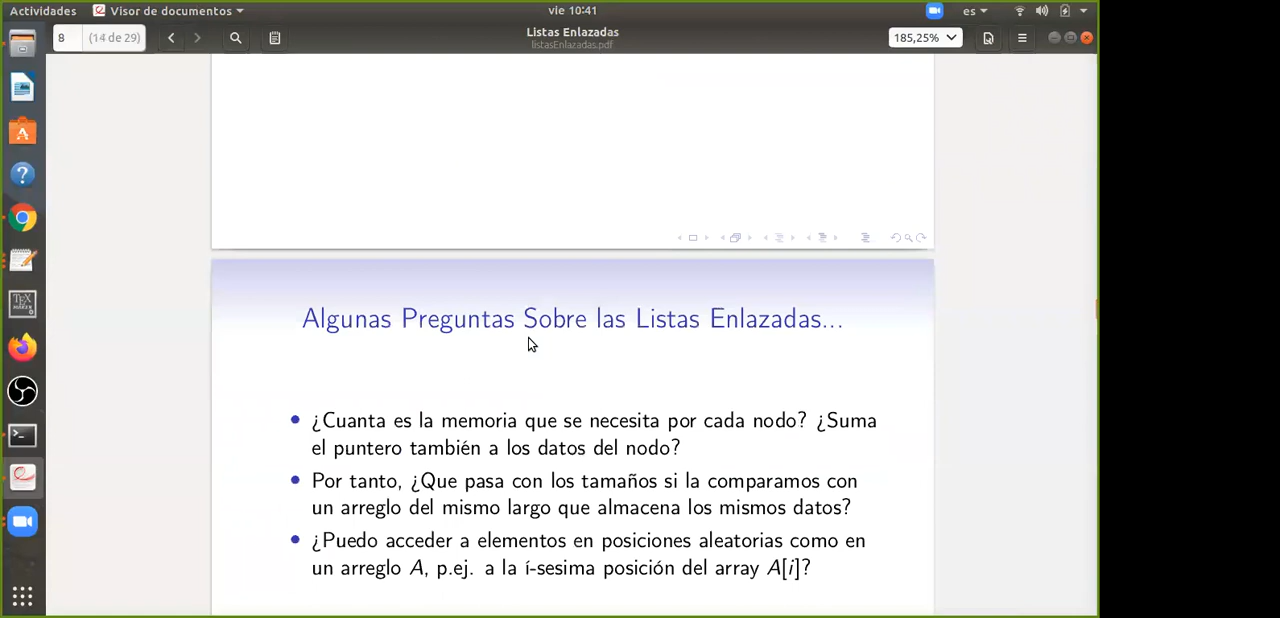 Actividades Visor de documentos vie 10:41 es
8 (14 de 29) Listas Enlazadas 185,25%
listasEnlazadas.pdf
Algunas Preguntas Sobre las Listas Enlazadas...
¿Cuanta es la memoria que se necesita por cada nodo? ¿Suma
el puntero también a los datos del nodo?
Por tanto, ¿Que pasa con los tamaños si la comparamos con
un arreglo del mismo largo que almacena los mismos datos?
¿Puedo acceder a elementos en posiciones aleatorias como en
un arreglo A, p.ej. a la í-sesima posición del array A[i]?